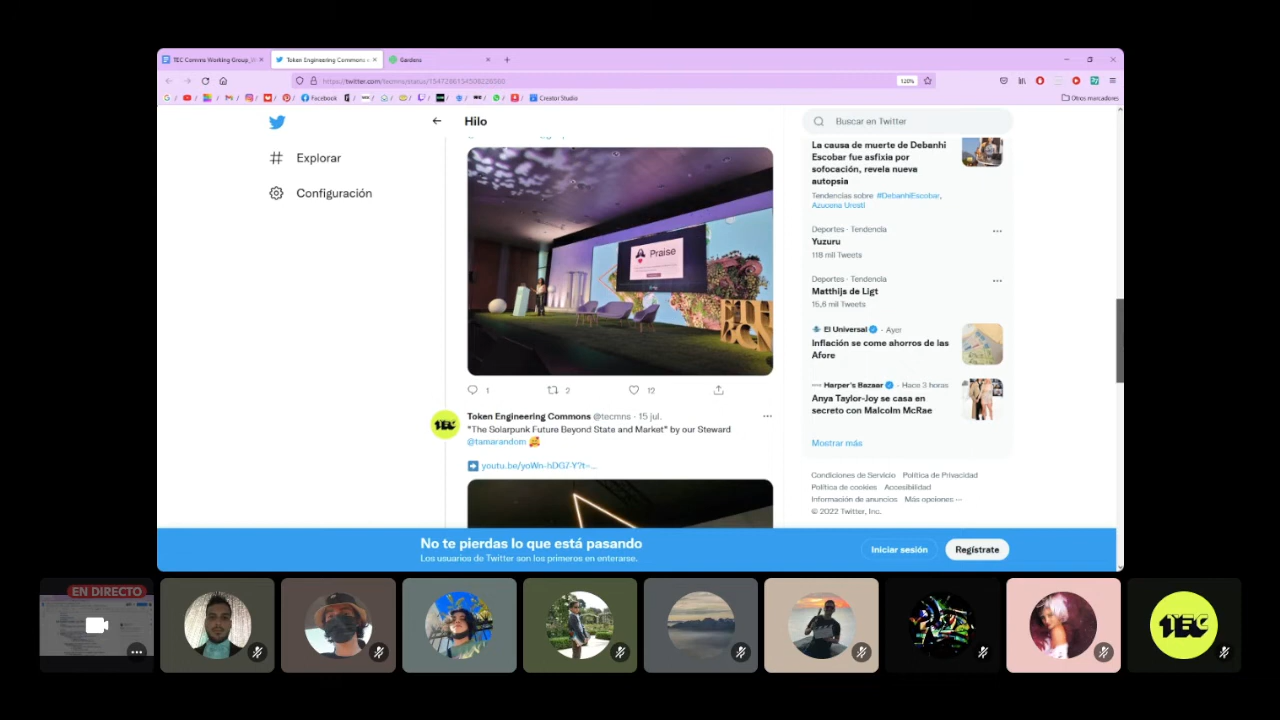 TEC Comms Working Group_
Token Engineering Commons
Gardens
https://twitter.com/tecmns/status/1547286154508226560
120%
Facebook
Creator Studio
Otros marcadores
Hilo
Buscar en Twitter
Explorar
Configuración
La causa de muerte de Debanhi
Escobar fue asfixia por
sofocación, revela nueva
autopsia
Tendencias sobre #DebanhiEscobar,
Azucena Uresti
Deportes · Tendencia
Yuzuru
118 mil Tweets
Deportes · Tendencia
Matthijs de Ligt
15,6 mil Tweets
El Universal · Ayer
Inflación se come ahorros de las
Afore
Harper's Bazaar · Hace 3 horas
Anya Taylor-Joy se casa en
secreto con Malcolm McRae
Mostrar más
Praise
ETH
BCN
1
2
12
Token Engineering Commons @tecmns · 15 jul.
"The Solarpunk Future Beyond State and Market" by our Steward
@tamarandom
youtu.be/yoWn-hDG7-Y?t=...
TEC
Condiciones de Servicio Política de Privacidad
Política de cookies Accesibilidad
Información de anuncios Más opciones ···
© 2022 Twitter, Inc.
No te pierdas lo que está pasando
Los usuarios de Twitter son los primeros en enterarse.
Iniciar sesión
Regístrate
EN DIRECTO
TEC